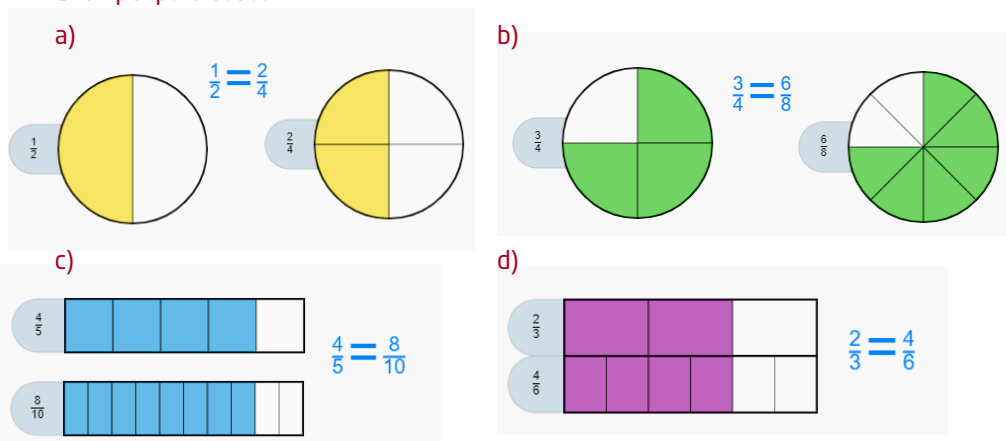 a)
1/2 = 2/4
1/2
2/4
b)
3/4 = 6/8
3/4
6/8
c)
4/5
4/5 = 8/10
8/10
d)
2/3
2/3 = 4/6
4/6